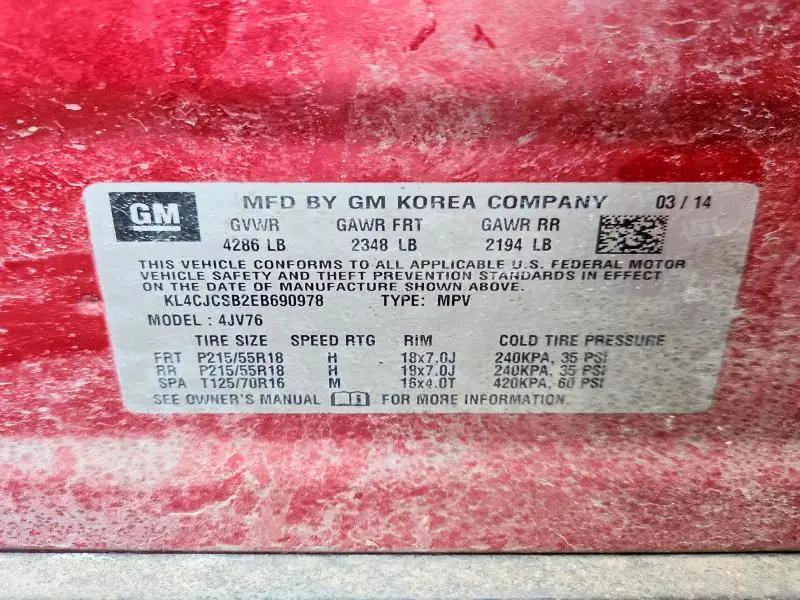 GM MFD BY GM KOREA COMPANY 03 / 14
GVWR GAWR FRT GAWR RR
4286 LB 2348 LB 2194 LB
THIS VEHICLE CONFORMS TO ALL APPLICABLE U.S. FEDERAL MOTOR
VEHICLE SAFETY AND THEFT PREVENTION STANDARDS IN EFFECT
ON THE DATE OF MANUFACTURE SHOWN ABOVE.
KL4CJCSB2EB690978 TYPE: MPV
MODEL : 4JV76
TIRE SIZE SPEED RTG RIM COLD TIRE PRESSURE
FRT P215/55R18 H 18x7.0J 240KPA, 35 PSI
RR P215/55R18 H 18x7.0J 240KPA, 35 PSI
SPA T125/70R16 M 16x4.0T 420KPA, 60 PSI
SEE OWNER'S MANUAL FOR MORE INFORMATION.